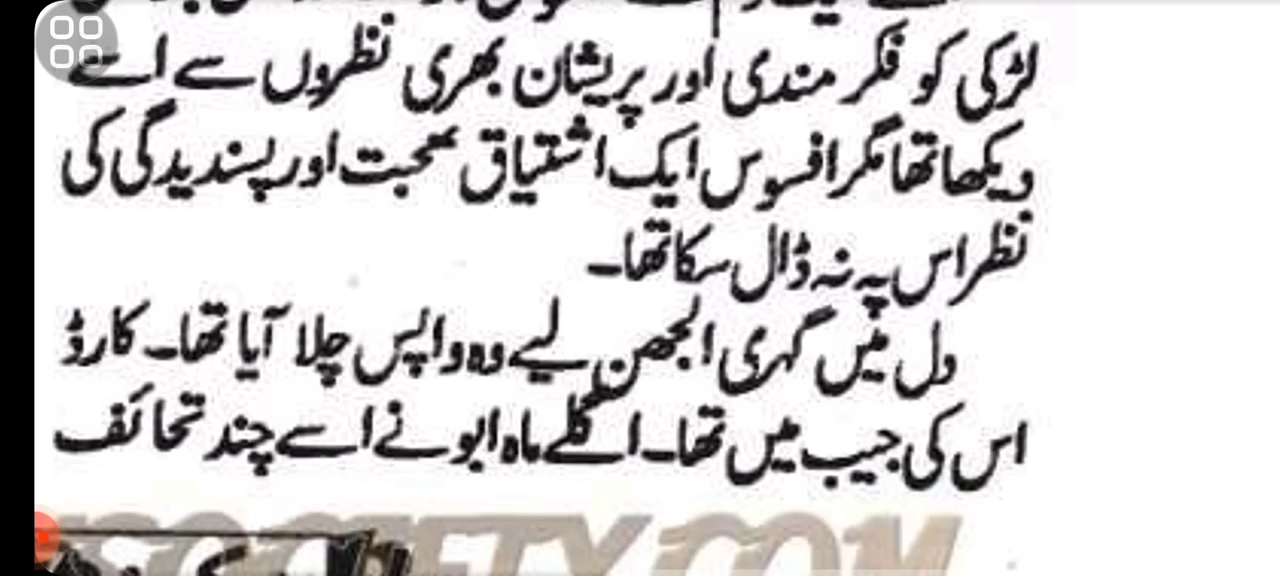 لڑکی کو فکر مندی اور پریشان بھری نظروں سے اسے
دیکھا تھا مگر افسوس ایک اشتیاق محبت اور پسندیدگی کی
نظر اس پہ نہ ڈال سکا تھا۔
دل میں گہری الجھن لیے وہ واپس چلا آیا تھا۔ کارڈ
اس کی جیب میں تھا۔ اگلے ماہ ابو نے اسے چند تحائف
SOCIETY.COM